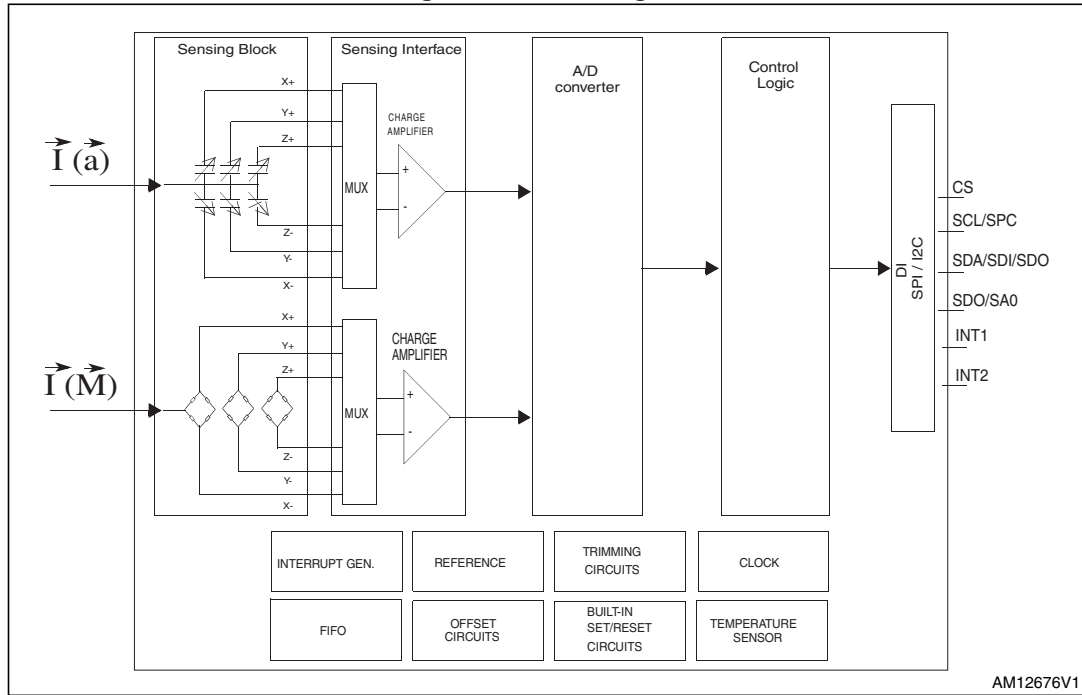 Sensing Block
Sensing Interface
A/D
converter
Control
Logic
X+
Y+
Z+
CHARGE
AMPLIFIER
I (a)
+
MUX
-
Z-
Y-
X-
CS
SCL/SPC
SDA/SDI/SDO
SDO/SA0
INT1
INT2
DI
SPI / I2C
X+
Y+
Z+
CHARGE
AMPLIFIER
I (M)
+
MUX
-
Z-
Y-
X-
INTERRUPT GEN.
REFERENCE
TRIMMING
CIRCUITS
CLOCK
FIFO
OFFSET
CIRCUITS
BUILT-IN
SET/RESET
CIRCUITS
TEMPERATURE
SENSOR
AM12676V1